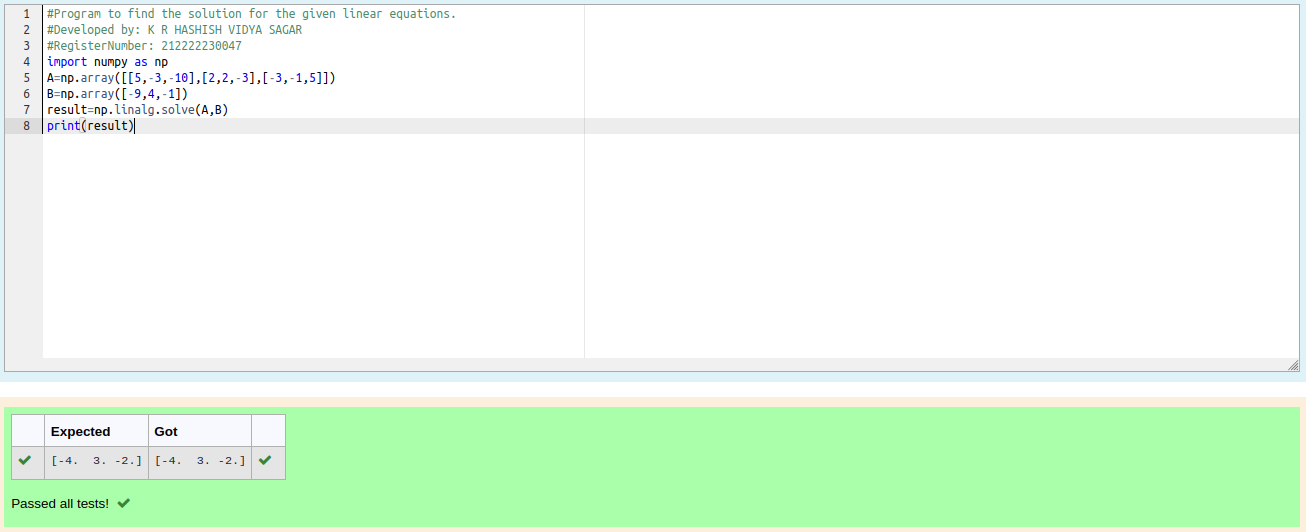 1 #Program to find the solution for the given linear equations.
2 #Developed by: K R HASHISH VIDYA SAGAR
3 #RegisterNumber: 212222230047
4 import numpy as np
5 A=np.array([[5,-3,-10],[2,2,-3],[-3,-1,5]])
6 B=np.array([-9,4,-1])
7 result=np.linalg.solve(A,B)
8 print(result)
Expected Got
[-4.  3. -2.] [-4.  3. -2.]
Passed all tests!